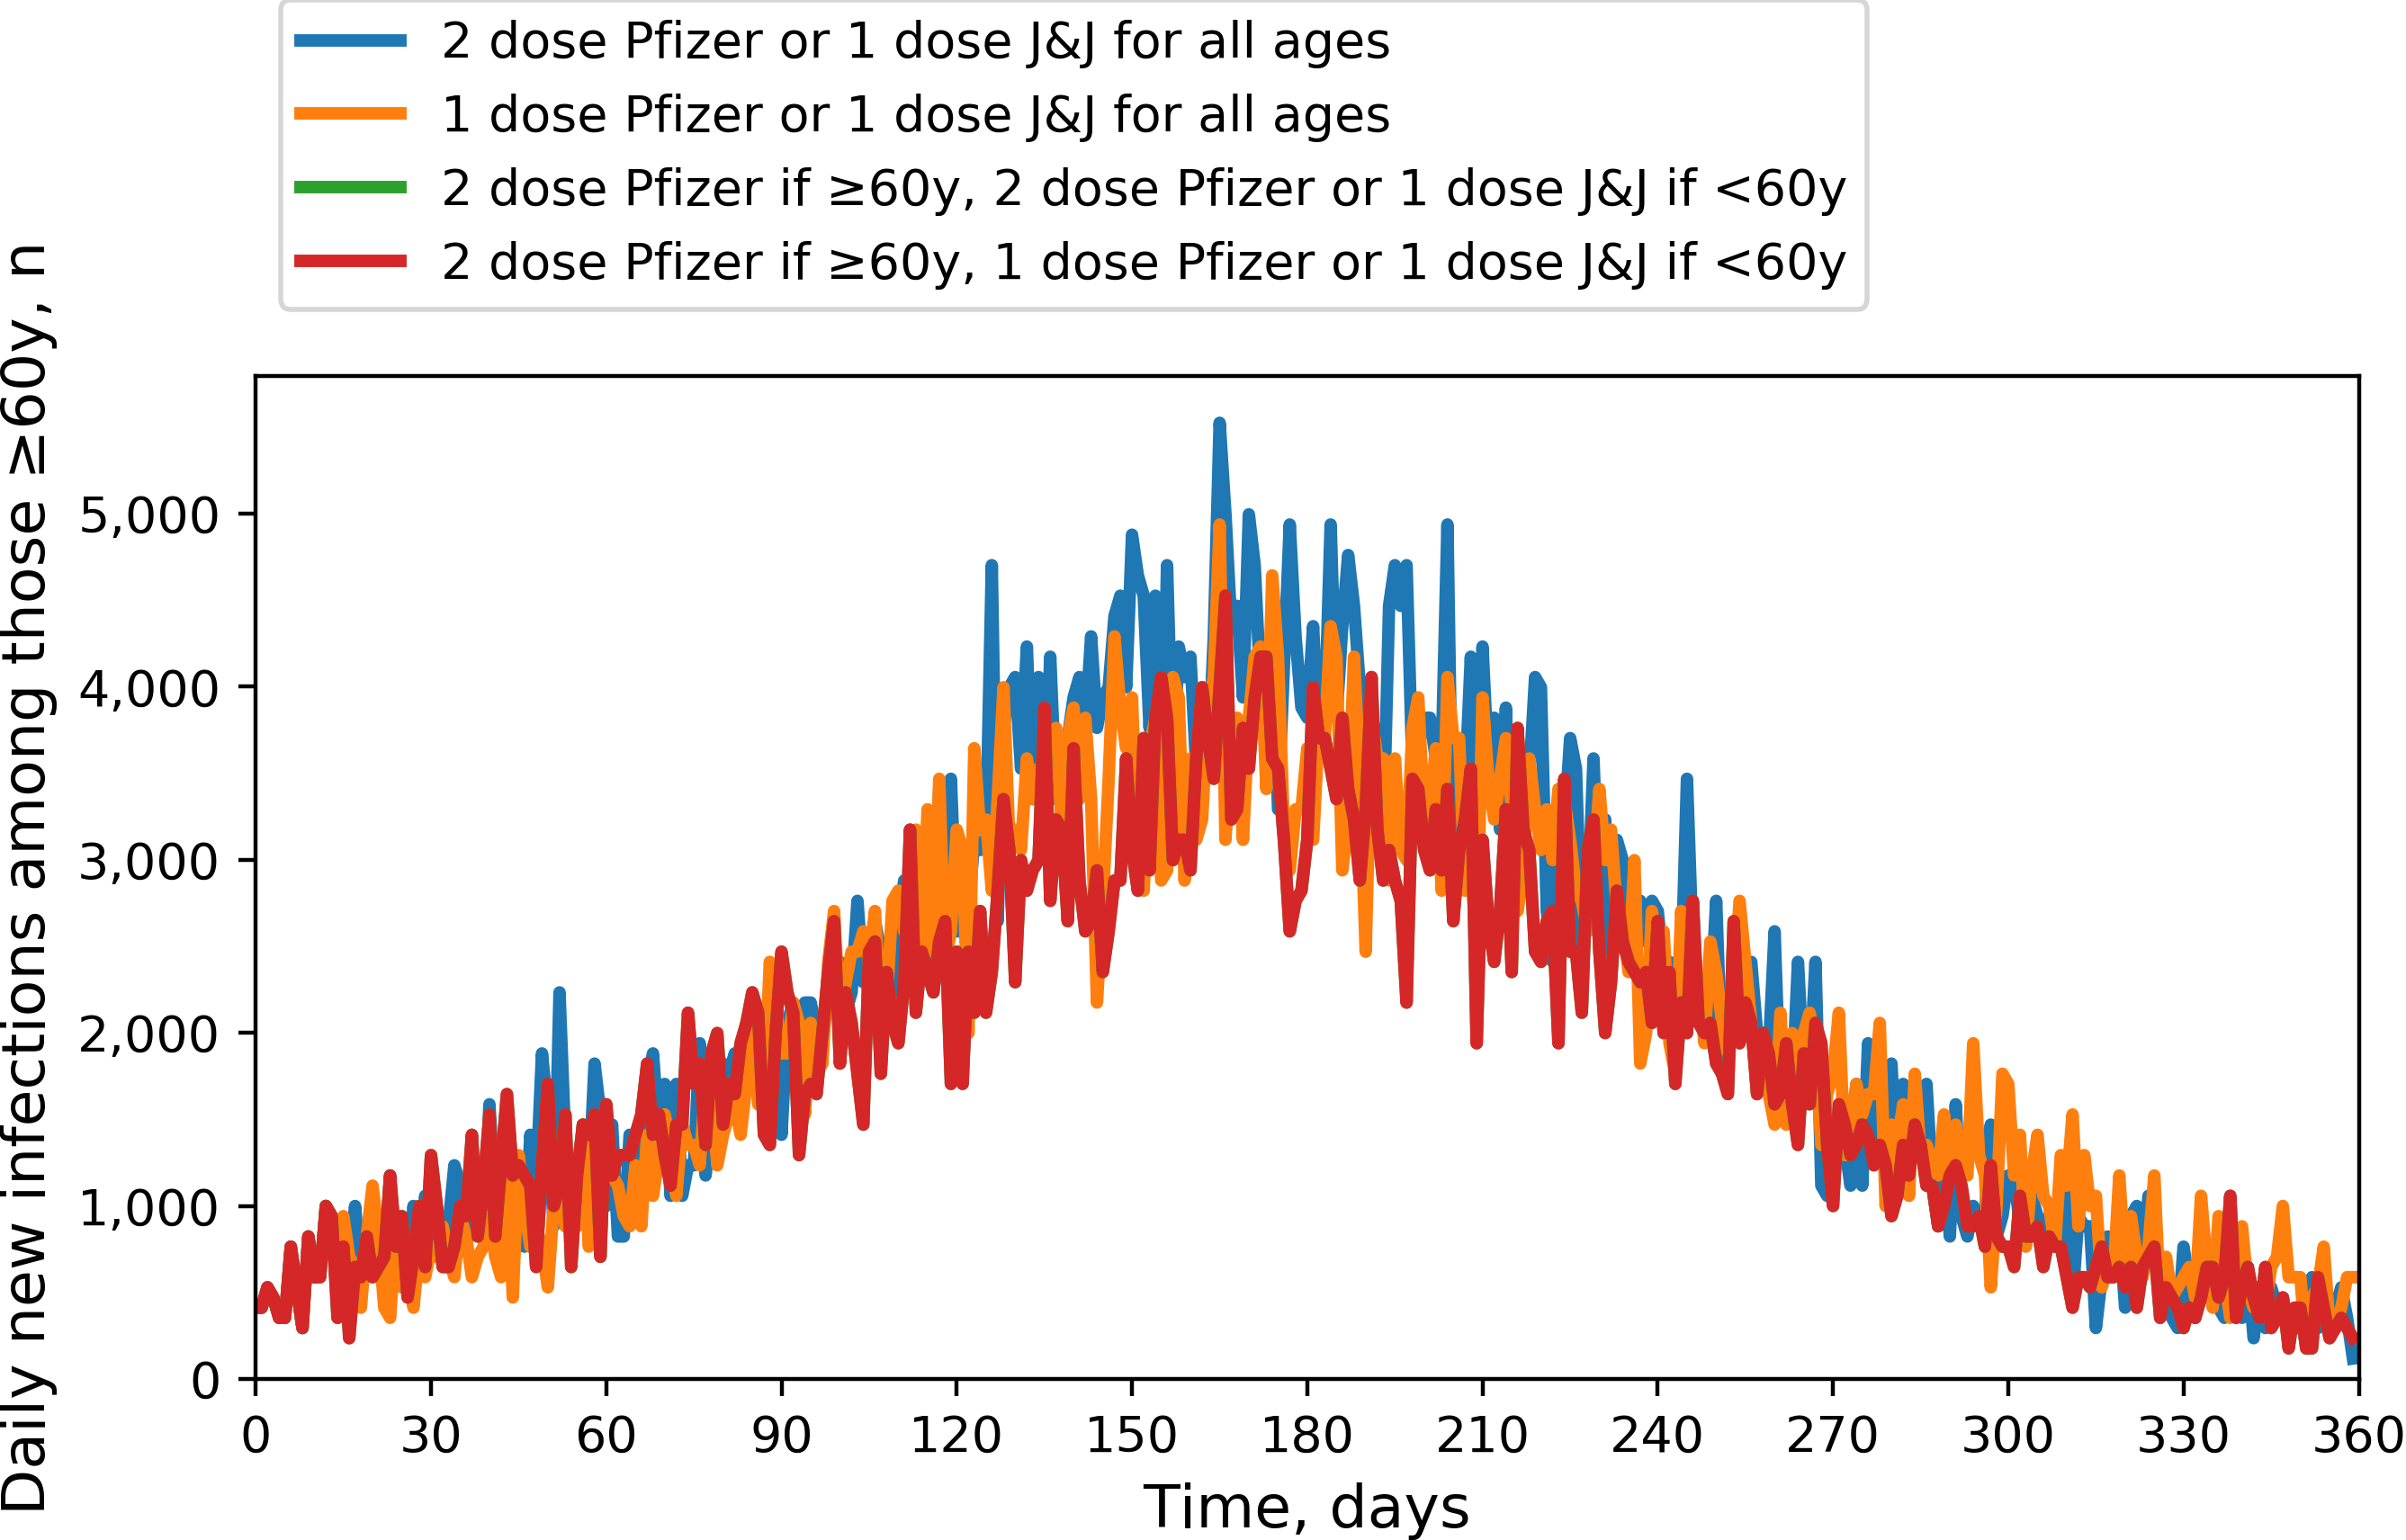 2 dose Pfizer or 1 dose J&J for all ages
1 dose Pfizer or 1 dose J&J for all ages
2 dose Pfizer if ≥60y, 2 dose Pfizer or 1 dose J&J if <60y
2 dose Pfizer if ≥60y, 1 dose Pfizer or 1 dose J&J if <60y
Daily new infections among those ≥60y, n
5,000
4,000
3,000
2,000
1,000
0
0 30 60 90 120 150 180 210 240 270 300 330 360
Time, days